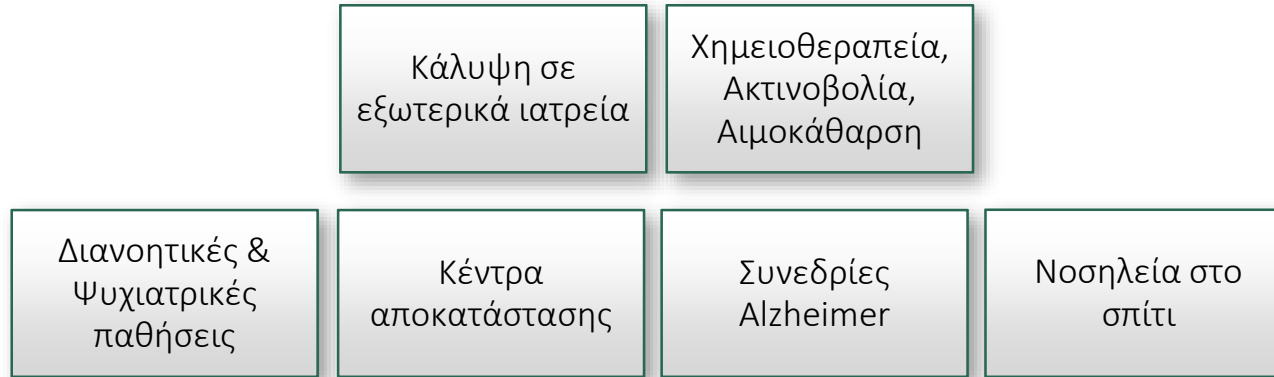 Κάλυψη σε
εξωτερικά ιατρεία
Χημειοθεραπεία,
Ακτινοβολία,
Αιμοκάθαρση
Διανοητικές &
Ψυχιατρικές
παθήσεις
Κέντρα
αποκατάστασης
Συνεδρίες
Alzheimer
Νοσηλεία στο
σπίτι